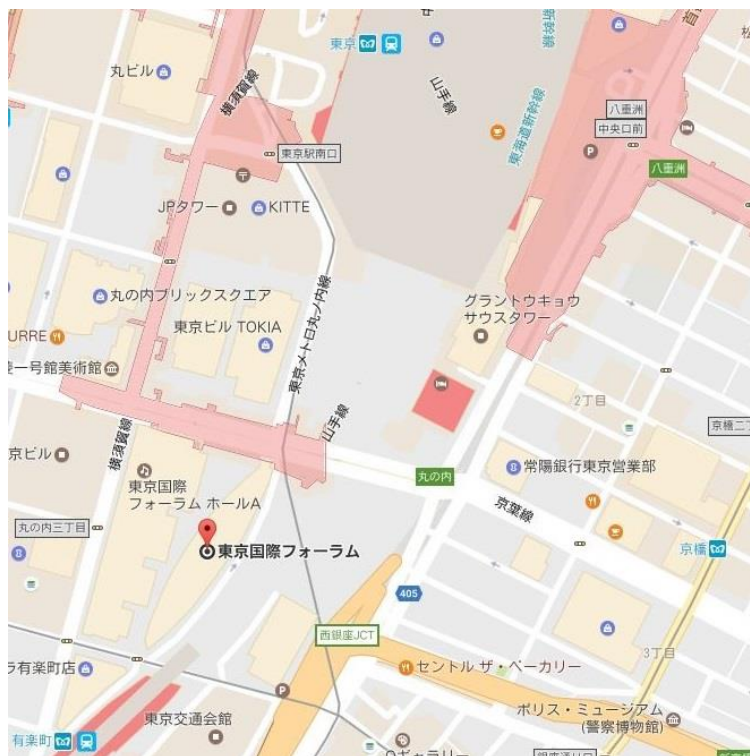 東京
丸ビル
横須賀線
山手線
新幹線
東海道新幹線
八重洲
中央口前
八重洲
東京駅南口
JPタワー
KITTE
丸の内ブリックスクエア
東京ビル TOKIA
東京メトロ丸ノ内線
グラントウキョウ
サウスタワー
URRE
一号館美術館
山手線
横須賀線
2丁目
京橋二丁
京ビル
東京国際
フォーラム ホールA
丸の内
常陽銀行東京営業部
京葉線
丸の内三丁目
東京国際フォーラム
京橋
405
西銀座JCT
3丁目
ラ有楽町店
セントル ザ・ベーカリー
ポリス・ミュージアム
(警察博物館)
東京交通会館
有楽町